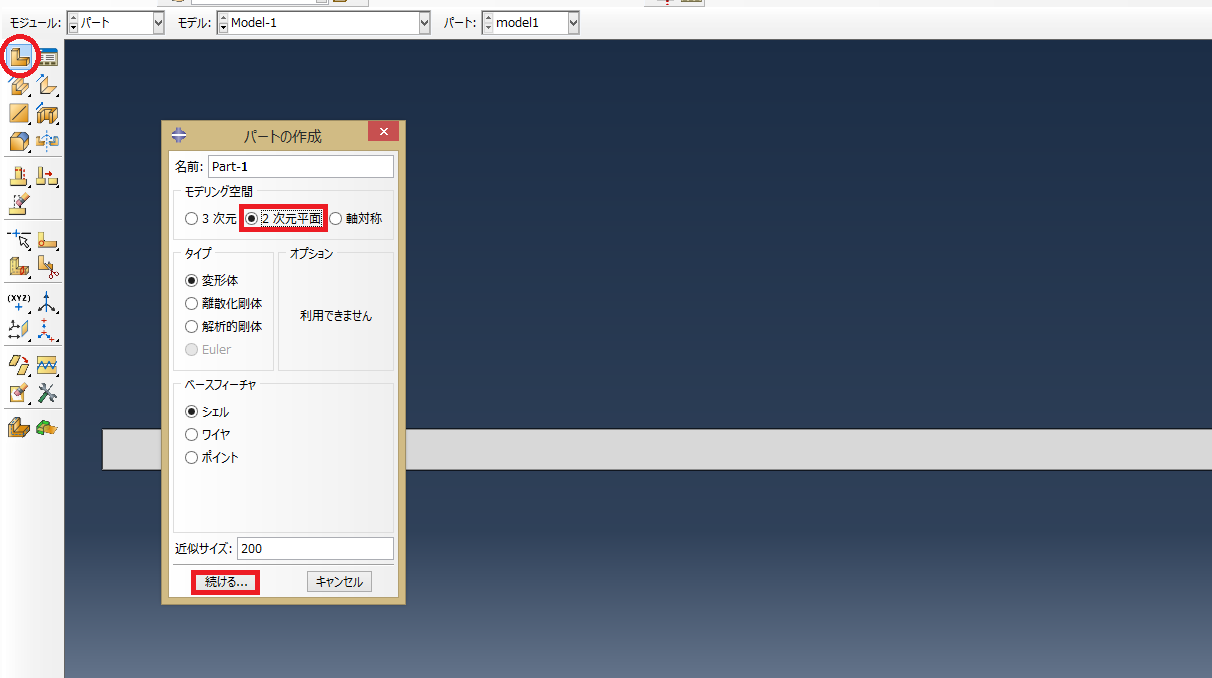 モジュール: パート モデル: Model-1 パート: model1
(XYZ)
パートの作成
名前: Part-1
モデリング空間
3 次元 2 次元平面 軸対称
タイプ オプション
変形体
離散化剛体
利用できません
解析的剛体
Euler
ベースフィーチャ
シェル
ワイヤ
ポイント
近似サイズ: 200
続ける... キャンセル